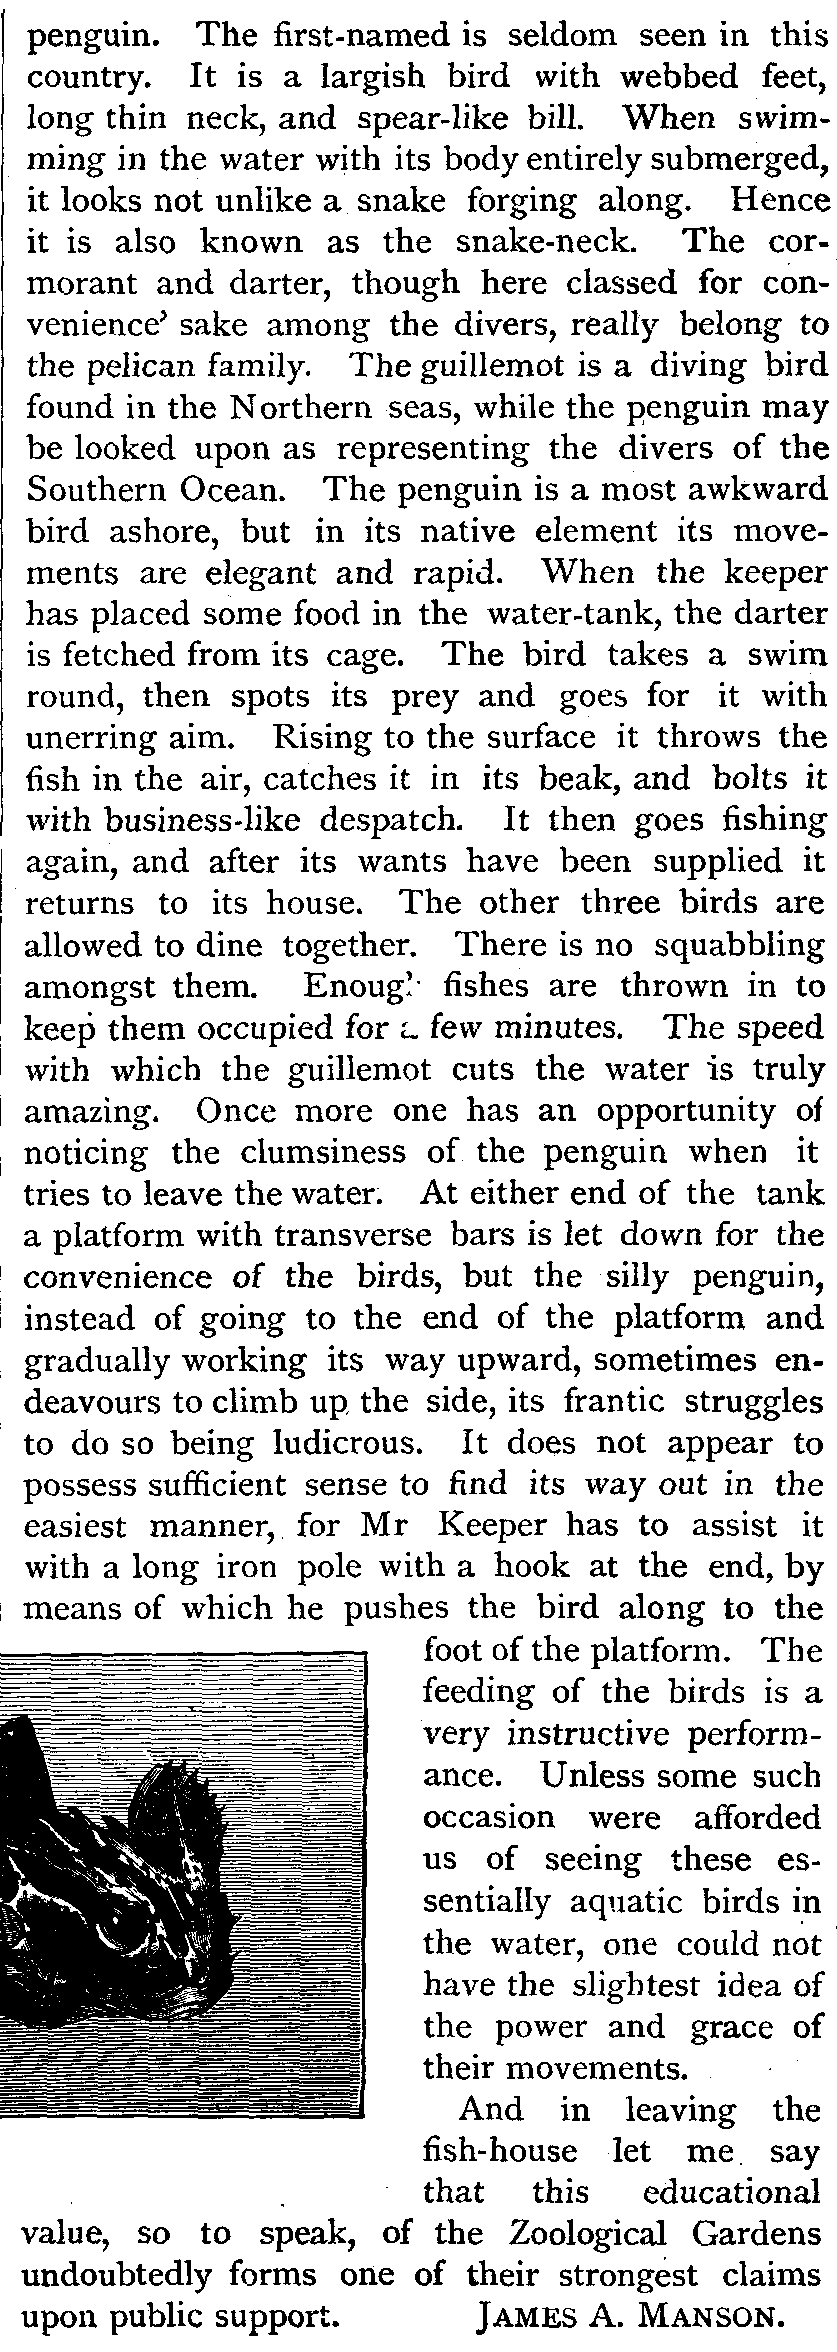 penguin. The first-named is seldom seen in this
country. It is a largish bird with webbed feet,
long thin neck, and spear-like bill. When swim-
ming in the water with its body entirely submerged,
it looks not unlike a snake forging along. Hence
it is also known as the snake-neck. The cor-
morant and darter, though here classed for con-
venience' sake among the divers, really belong to
the pelican family. The guillemot is a diving bird
found in the Northern seas, while the penguin may
be looked upon as representing the divers of the
Southern Ocean. The penguin is a most awkward
bird ashore, but in its native element its move-
ments are elegant and rapid. When the keeper
has placed some food in the water-tank, the darter
is fetched from its cage. The bird takes a swim
round, then spots its prey and goes for it with
unerring aim. Rising to the surface it throws the
fish in the air, catches it in its beak, and bolts it
with business-like despatch. It then goes fishing
again, and after its wants have been supplied it
returns to its house. The other three birds are
allowed to dine together. There is no squabbling
amongst them. Enough fishes are thrown in to
keep them occupied for a few minutes. The speed
with which the guillemot cuts the water is truly
amazing. Once more one has an opportunity of
noticing the clumsiness of the penguin when it
tries to leave the water. At either end of the tank
a platform with transverse bars is let down for the
convenience of the birds, but the silly penguin,
instead of going to the end of the platform and
gradually working its way upward, sometimes en-
deavours to climb up the side, its frantic struggles
to do so being ludicrous. It does not appear to
possess sufficient sense to find its way out in the
easiest manner, for Mr Keeper has to assist it
with a long iron pole with a hook at the end, by
means of which he pushes the bird along to the
foot of the platform. The
feeding of the birds is a
very instructive perform-
ance. Unless some such
occasion were afforded
us of seeing these es-
sentially aquatic birds in
the water, one could not
have the slightest idea of
the power and grace of
their movements.
And in leaving the
fish-house let me say
that this educational
value, so to speak, of the Zoological Gardens
undoubtedly forms one of their strongest claims
upon public support. JAMES A. MANSON.